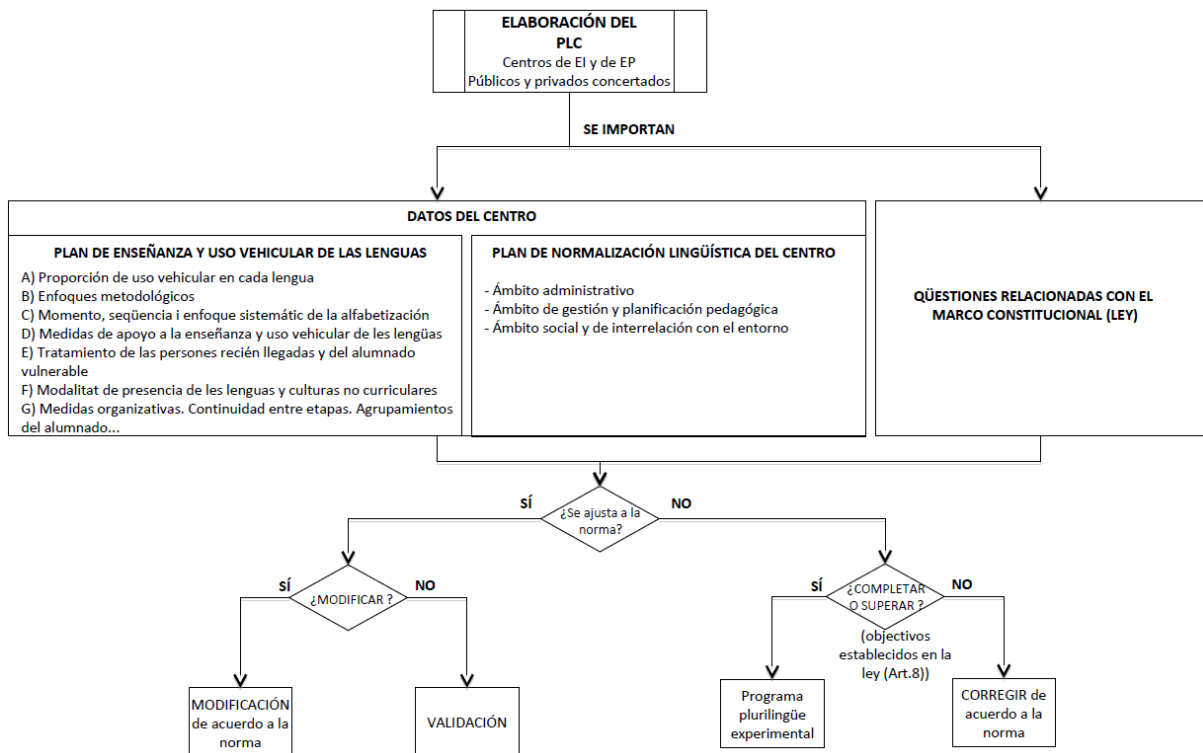 ELABORACIÓN DEL
PLC
Centros de EI y de EP
Públicos y privados concertados
SE IMPORTAN
DATOS DEL CENTRO
PLAN DE ENSEÑANZA Y USO VEHICULAR DE LAS LENGUAS
A) Proporción de uso vehicular en cada lengua
B) Enfoques metodológicos
C) Momento, seqüencia i enfoque sistemátic de la alfabetización
D) Medidas de apoyo a la enseñanza y uso vehicular de les lengüas
E) Tratamiento de las persones recién llegadas y del alumnado
vulnerable
F) Modalitat de presencia de les lenguas y culturas no curriculares
G) Medidas organizativas. Continuidad entre etapas. Agrupamientos
del alumnado...
PLAN DE NORMALIZACIÓN LINGÜÍSTICA DEL CENTRO
- Ámbito administrativo
- Ámbito de gestión y planificación pedagógica
- Ámbito social y de interrelación con el entorno
QÜESTIONES RELACIONADAS CON EL
MARCO CONSTITUCIONAL (LEY)
SÍ
¿Se ajusta a la
norma?
NO
SÍ
¿MODIFICAR ?
NO
SÍ
¿COMPLETAR
O SUPERAR ?
NO
(objectivos
establecidos en la
ley (Art.8))
MODIFICACIÓN
de acuerdo a la
norma
VALIDACIÓN
Programa
plurilingüe
experimental
CORREGIR de
acuerdo a la
norma